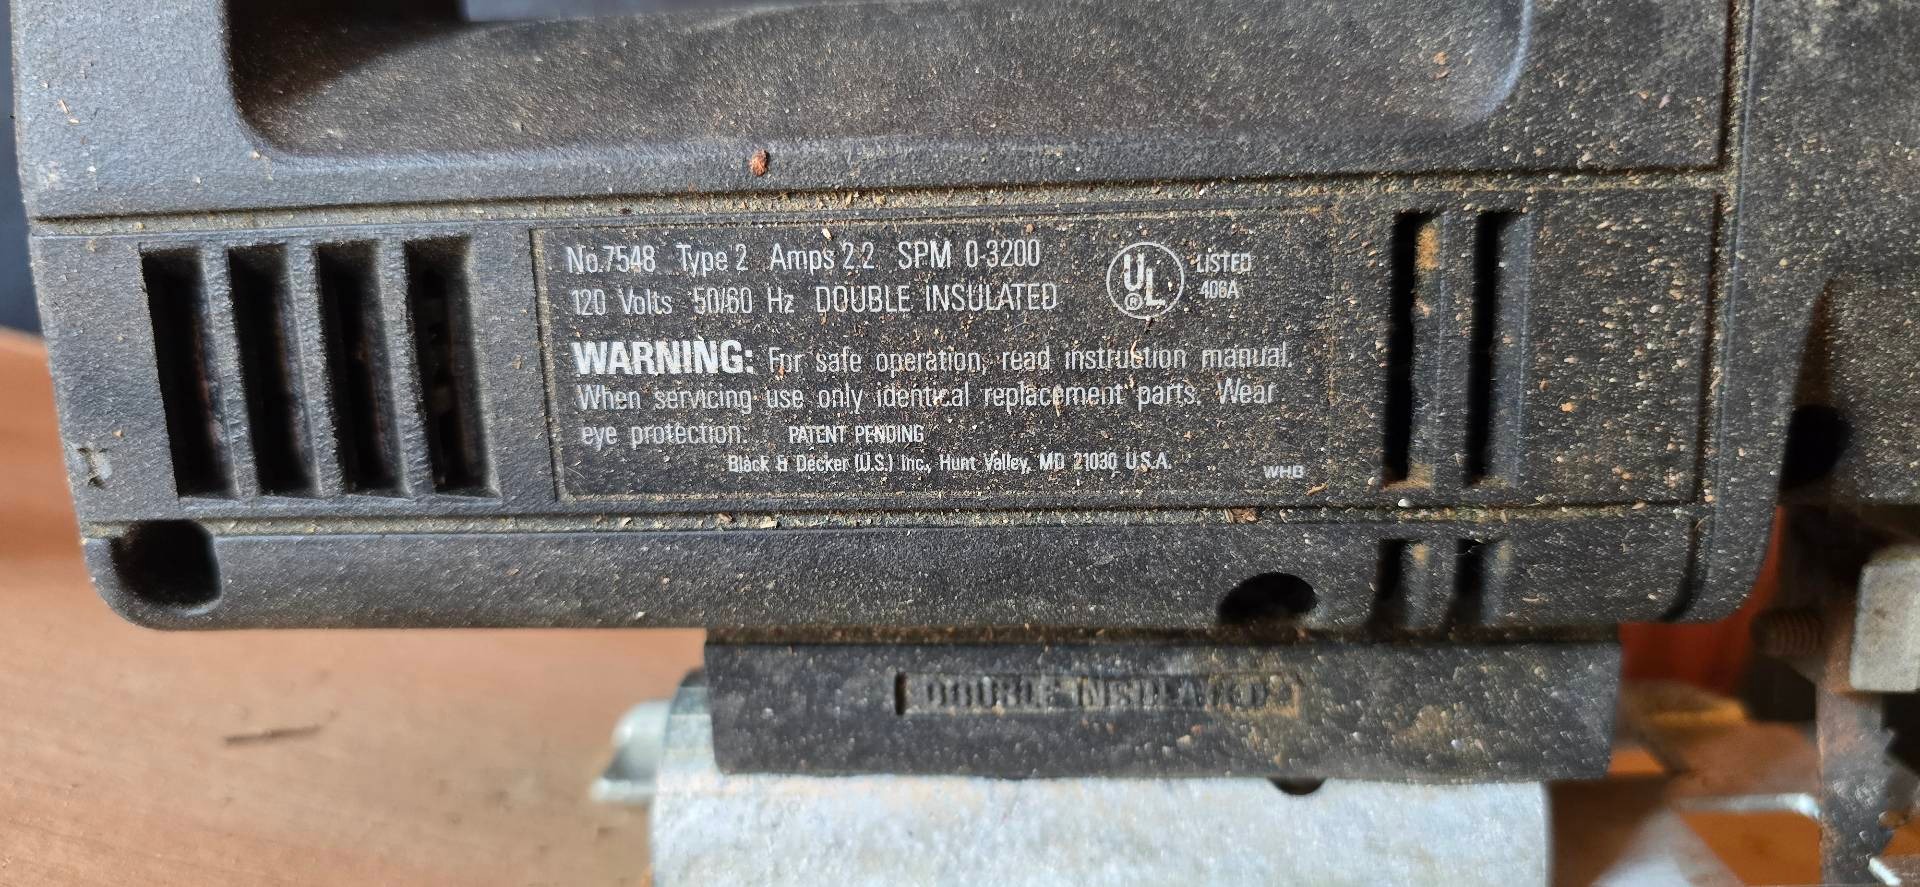 No.7548 Type 2 Amps 2.2 SPM 0-3200
120 Volts 50/60 Hz DOUBLE INSULATED
UL ® LISTED
406A
WARNING: For safe operation, read instruction manual.
When servicing use only identical replacement parts. Wear
eye protection. PATENT PENDING
Black & Decker (U.S.) Inc., Hunt Valley, MD 21030 U.S.A.
WHB
DOUBLE INSULATED